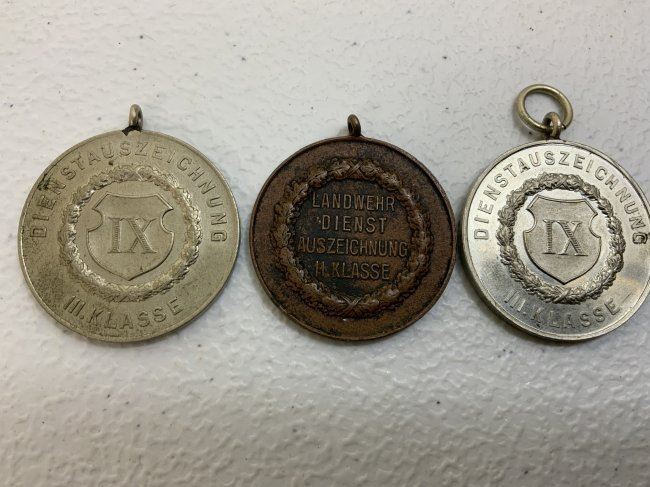 DIENSTAUSZEICHNUNG
IX
III. KLASSE
LANDWEHR
DIENST
AUSZEICHNUNG
II. KLASSE
DIENSTAUSZEICHNUNG
IX
III. KLASSE